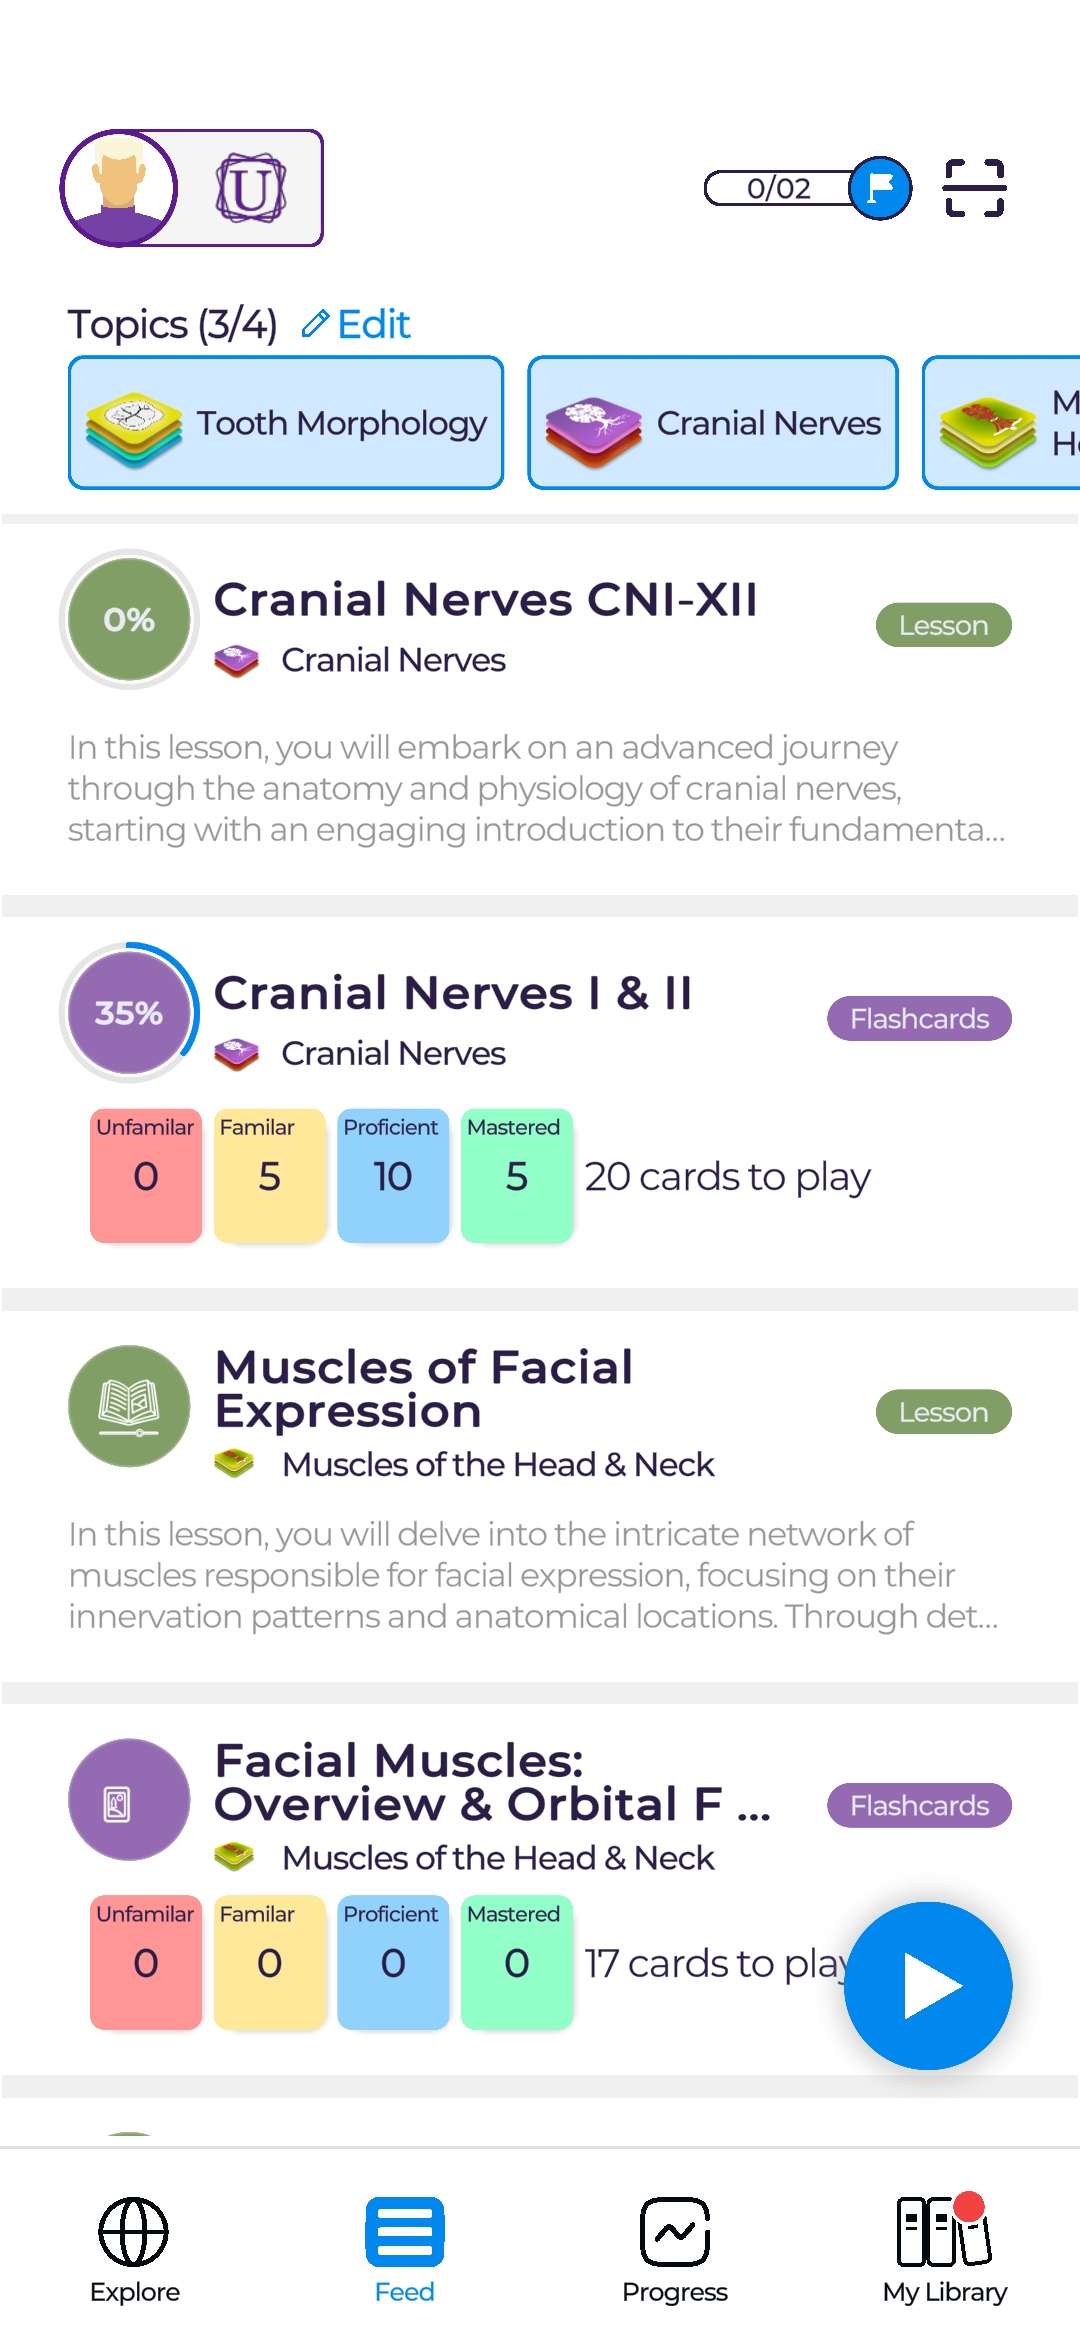 U
0/02
Topics (3/4) Edit
Tooth Morphology
Cranial Nerves
0%
Cranial Nerves CNI-XII
Cranial Nerves
Lesson
In this lesson, you will embark on an advanced journey
through the anatomy and physiology of cranial nerves,
starting with an engaging introduction to their fundamenta...
35%
Cranial Nerves I & II
Cranial Nerves
Flashcards
Unfamilar Familar Proficient Mastered
0 5 10 5 20 cards to play
Muscles of Facial
Expression
Muscles of the Head & Neck
Lesson
In this lesson, you will delve into the intricate network of
muscles responsible for facial expression, focusing on their
innervation patterns and anatomical locations. Through det...
Facial Muscles:
Overview & Orbital F ...
Muscles of the Head & Neck
Flashcards
Unfamilar Familar Proficient Mastered
0 0 0 0 17 cards to play
Explore Feed Progress My Library